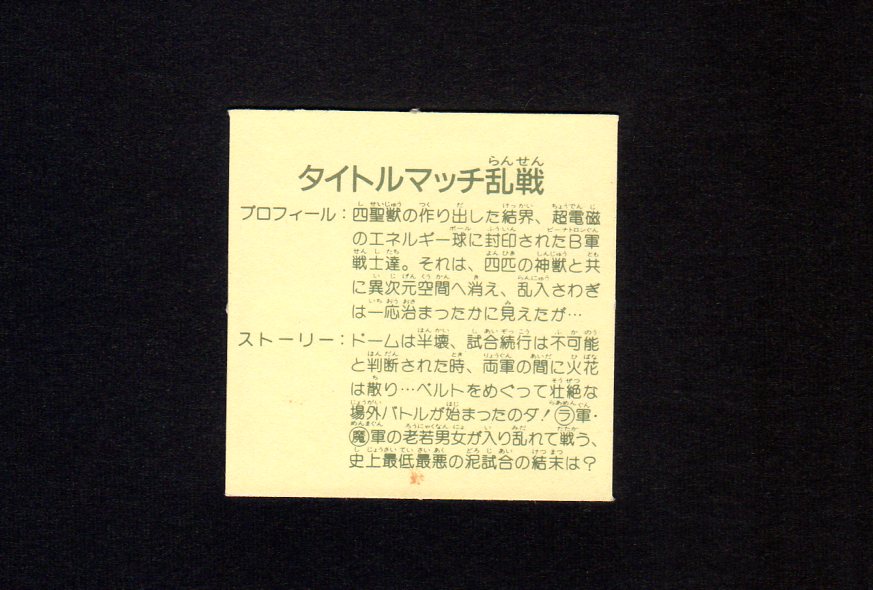 タイトルマッチ乱戦
プロフィール：四聖獣の作り出した結界、超電磁
のエネルギー球に封印されたB軍
戦士達。それは、四匹の神獣と共
に異次元空間へ消え、乱入さわぎ
は一応治まったかに見えたが…
ストーリー：ドームは半壊、試合続行は不可能
と判断された時、両軍の間に火花
は散り…ベルトをめぐって壮絶な
場外バトルが始まったのダ！㋶軍・
魔軍の老若男女が入り乱れて戦う、
史上最低最悪の泥試合の結末は？